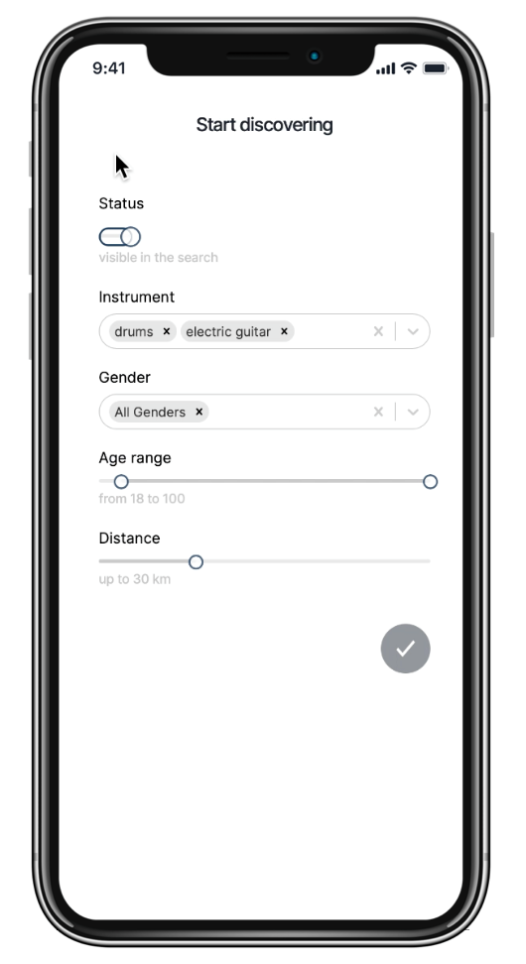 9:41
Start discovering
Status
visible in the search
Instrument
drums × electric guitar ×
Gender
All Genders ×
Age range
from 18 to 100
Distance
up to 30 km